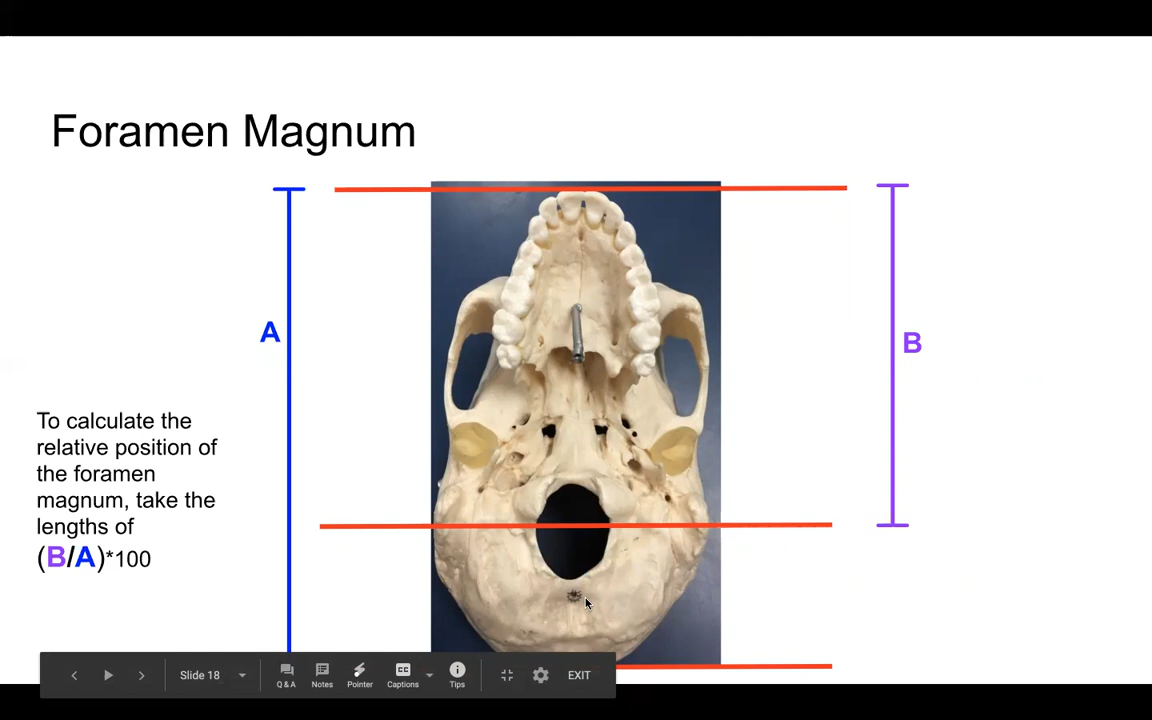 Foramen Magnum
A
B
To calculate the
relative position of
the foramen
magnum, take the
lengths of
(B/A)*100
Slide 18
Q & A
Notes
Pointer
CC
Captions
Tips
EXIT